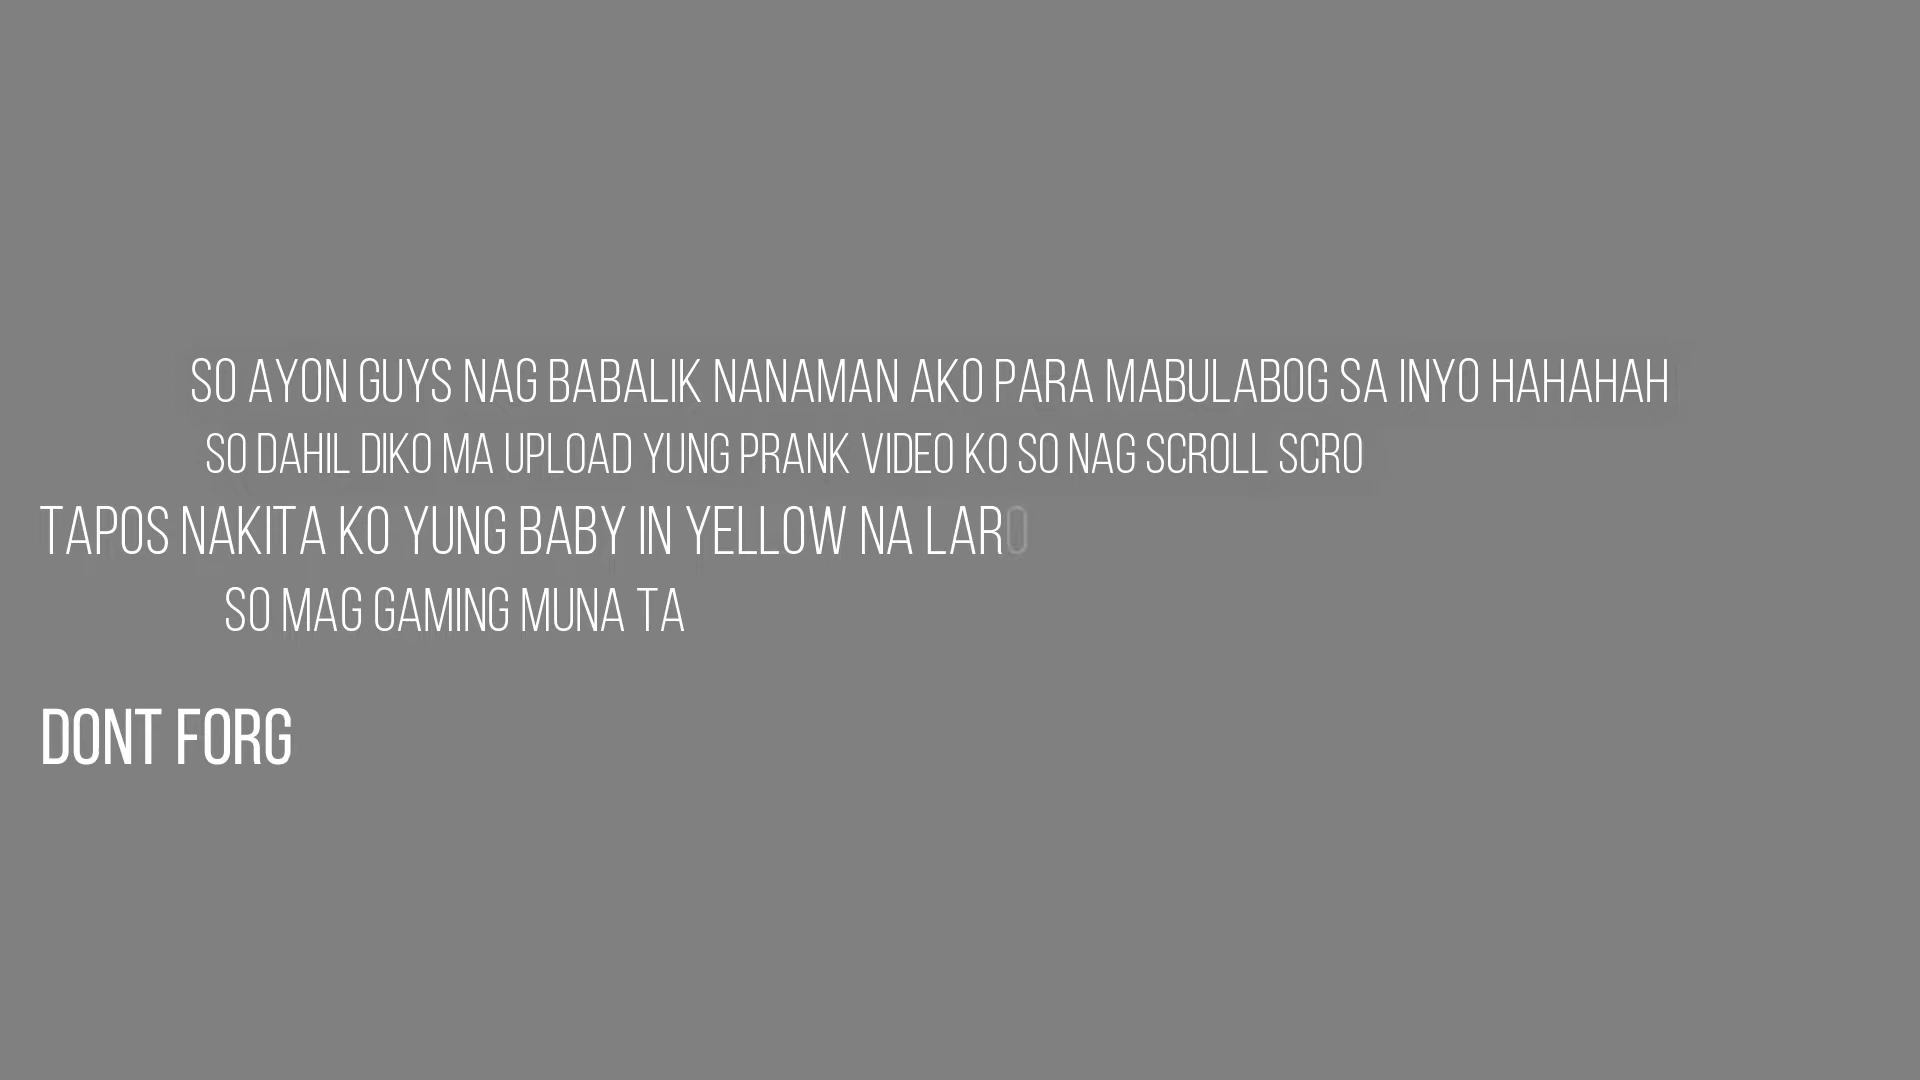 SO AYON GUYS NAG BABALIK NANAMAN AKO PARA MABULABOG SA INYO HAHAHAH
SO DAHIL DIKO MA UPLOAD YUNG PRANK VIDEO KO SO NAG SCROLL SCRO
TAPOS NAKITA KO YUNG BABY IN YELLOW NA LARO
SO MAG GAMING MUNA TA
DONT FORG